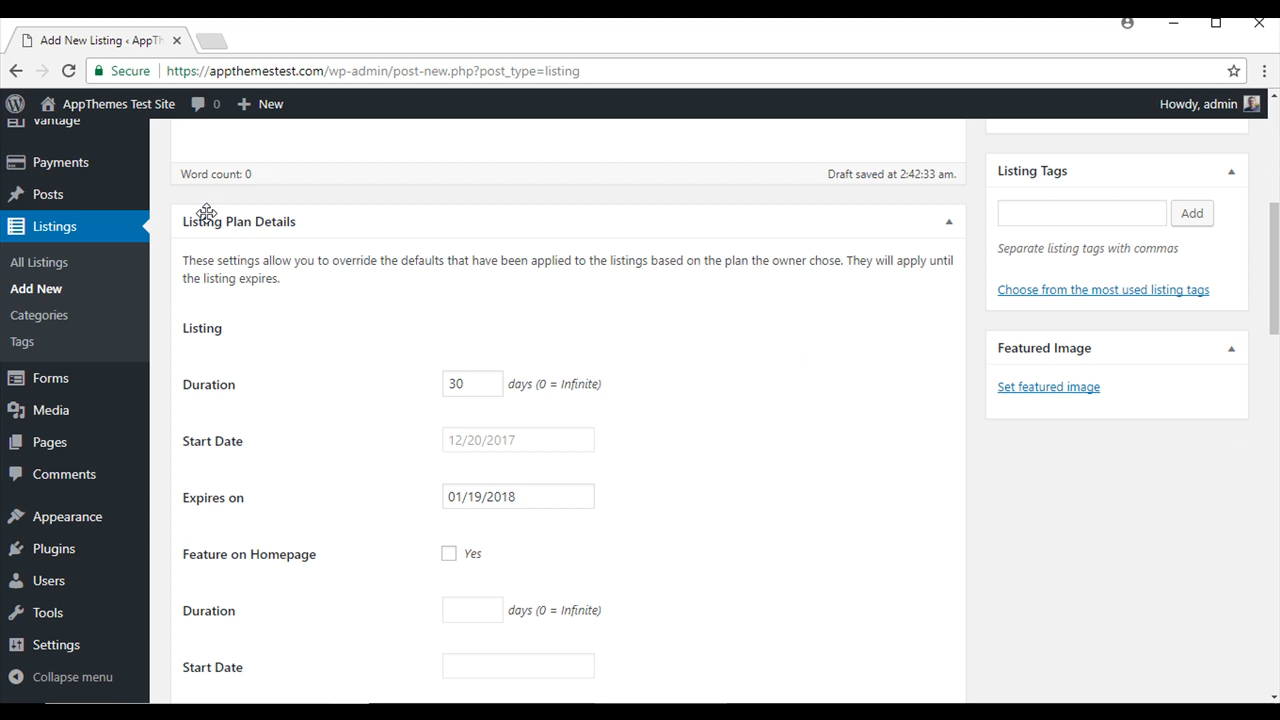 Add New Listing ‹ AppTh
Secure https://appthemestest.com/wp-admin/post-new.php?post_type=listing
AppThemes Test Site 0 New Howdy, admin
Vantage
Payments
Posts
Listings
All Listings
Add New
Categories
Tags
Forms
Media
Pages
Comments
Appearance
Plugins
Users
Tools
Settings
Collapse menu
Word count: 0 Draft saved at 2:42:33 am.
Listing Plan Details
These settings allow you to override the defaults that have been applied to the listings based on the plan the owner chose. They will apply until
the listing expires.
Listing
Duration 30 days (0 = Infinite)
Start Date 12/20/2017
Expires on 01/19/2018
Feature on Homepage Yes
Duration days (0 = Infinite)
Start Date
Listing Tags
Add
Separate listing tags with commas
Choose from the most used listing tags
Featured Image
Set featured image